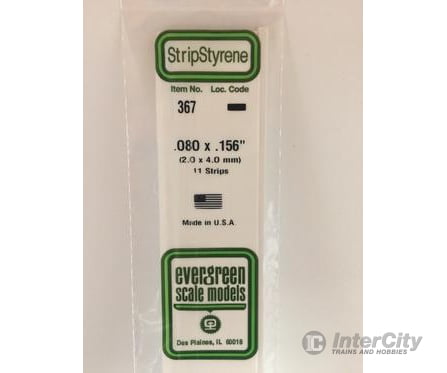 StripStyrene
Item No. Loc. Code
367
.080 x .156"
(2.0 x 4.0 mm)
11 Strips
Made in U.S.A.
evergreen
scale models
Des Plaines, IL 60018
IC InterCity
TRAINS AND HOBBIES